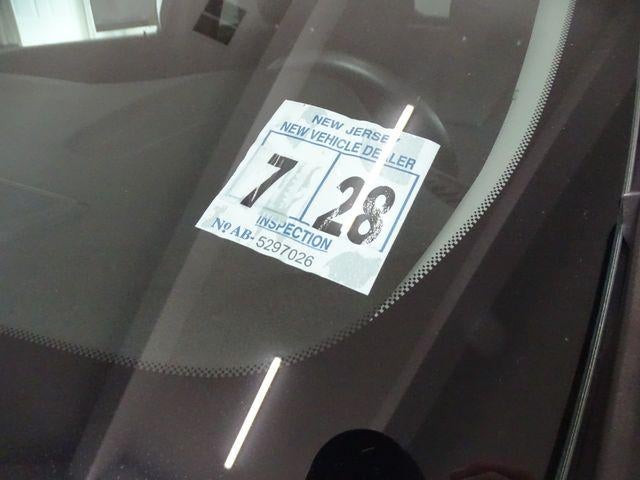 NEW JERSEY
NEW VEHICLE DEALER
7 28
INSPECTION
№ AB-5297026